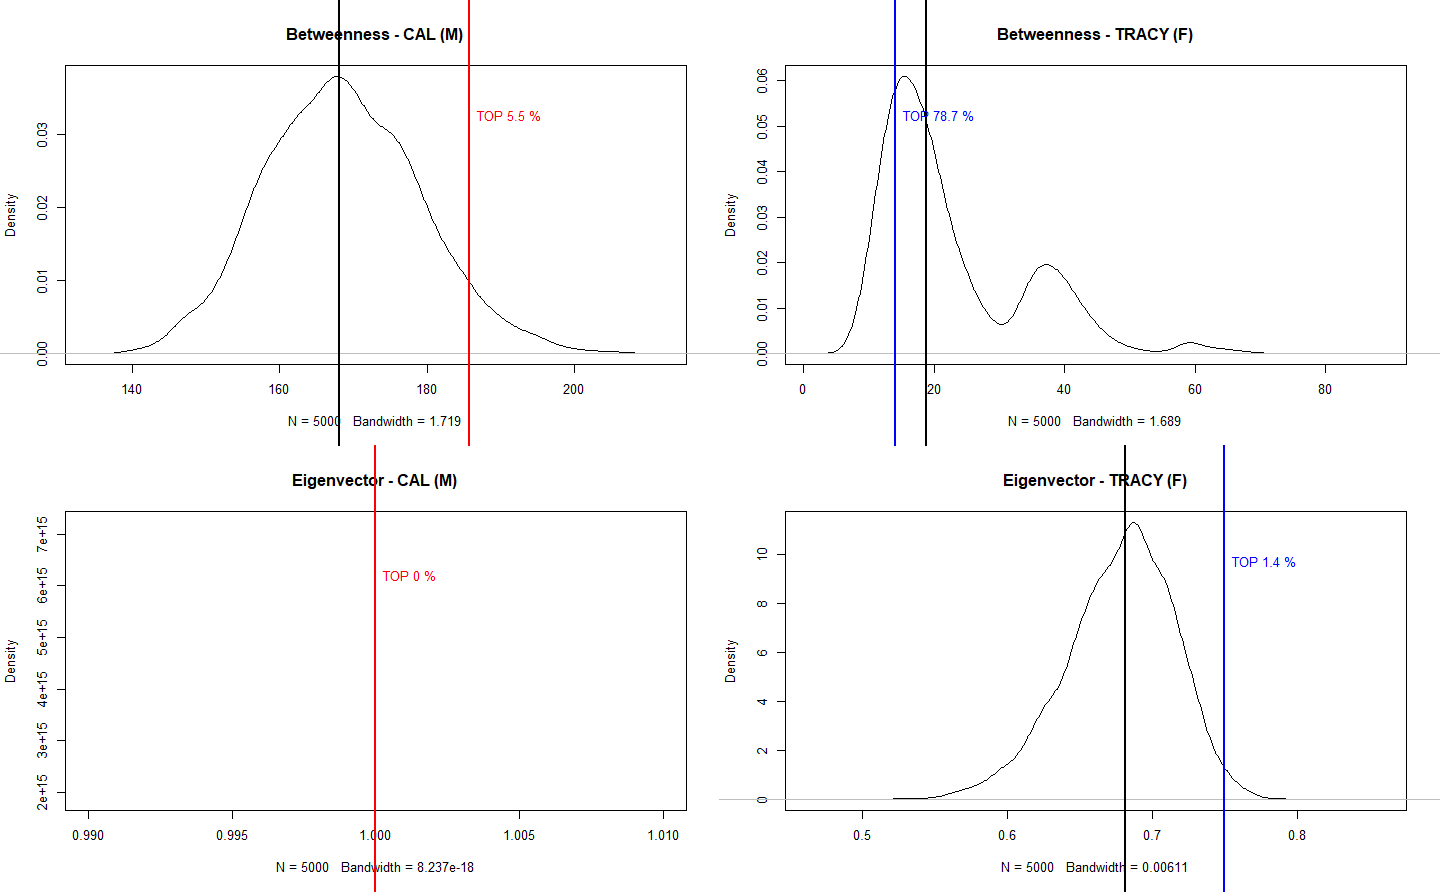 Betweenness - CAL (M)
Density
0.00 0.01 0.02 0.03
TOP 5.5 %
140 160 180 200
N = 5000 Bandwidth = 1.719
Betweenness - TRACY (F)
Density
0.00 0.01 0.02 0.03 0.04 0.05 0.06
TOP 78.7 %
0 20 40 60 80
N = 5000 Bandwidth = 1.689
Eigenvector - CAL (M)
Density
2e+15 3e+15 4e+15 5e+15 6e+15 7e+15
TOP 0 %
0.990 0.995 1.000 1.005 1.010
N = 5000 Bandwidth = 8.237e-18
Eigenvector - TRACY (F)
Density
0 2 4 6 8 10
TOP 1.4 %
0.5 0.6 0.7 0.8
N = 5000 Bandwidth = 0.00611